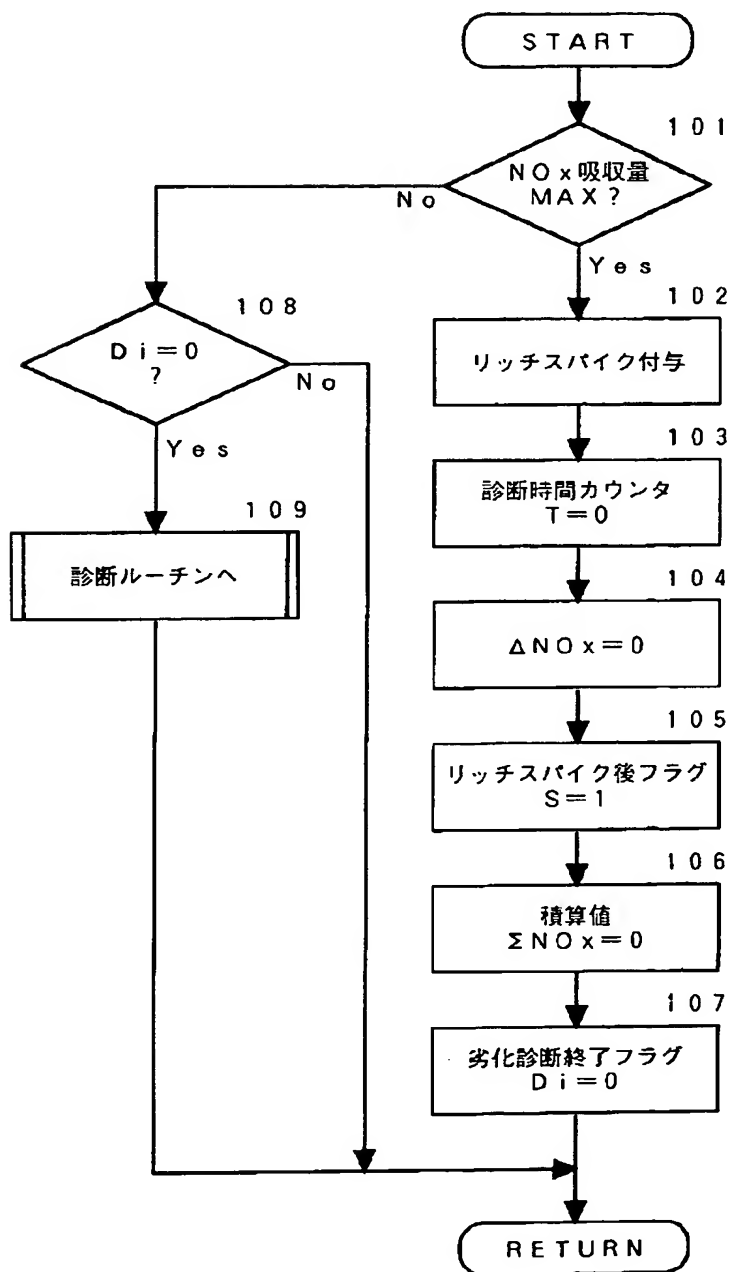 START
101
NOx吸収量
MAX?
No
Yes
102
リッチスパイク付与
103
診断時間カウンタ
T=0
104
ΔNOx=0
105
リッチスパイク後フラグ
S=1
106
積算値
ΣNOx=0
107
劣化診断終了フラグ
Di=0
108
Di=0
?
No
Yes
109
診断ルーチンへ
RETURN